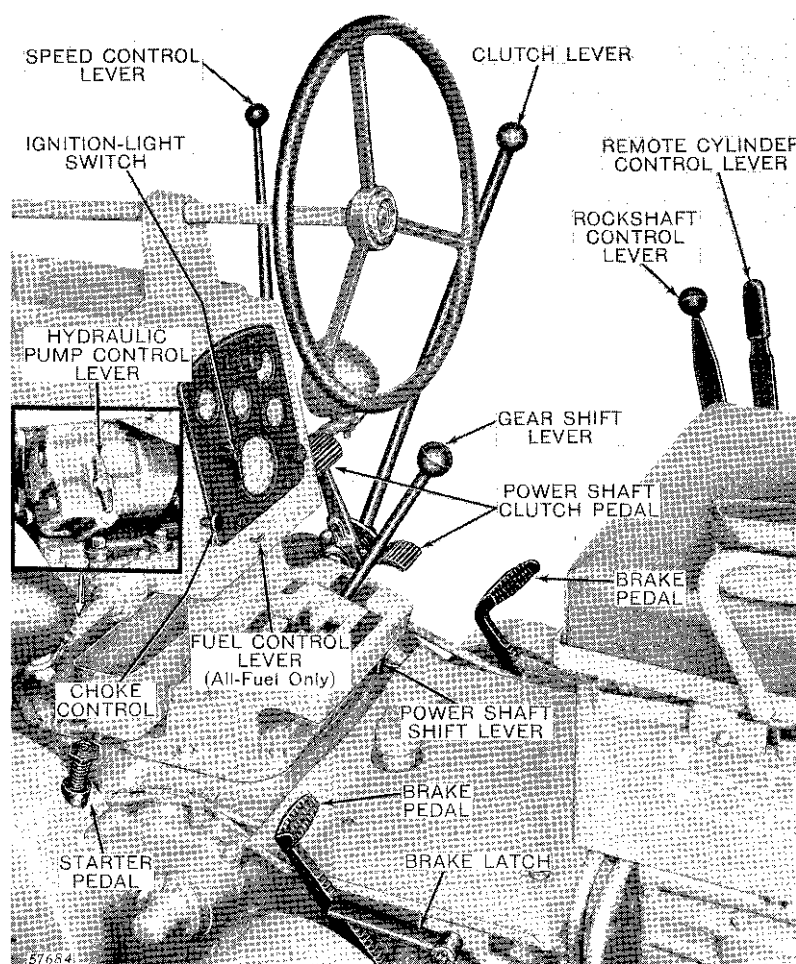 SPEED CONTROL
LEVER
CLUTCH LEVER
IGNITION-LIGHT
SWITCH
REMOTE CYLINDER
CONTROL LEVER
ROCKSHAFT
CONTROL
LEVER
HYDRAULIC
PUMP CONTROL
LEVER
GEAR SHIFT
LEVER
POWER SHAFT
CLUTCH PEDAL
BRAKE
PEDAL
FUEL CONTROL
LEVER
(All-Fuel Only)
CHOKE
CONTROL
POWER SHAFT
SHIFT LEVER
BRAKE
PEDAL
STARTER
PEDAL
BRAKE LATCH
57684